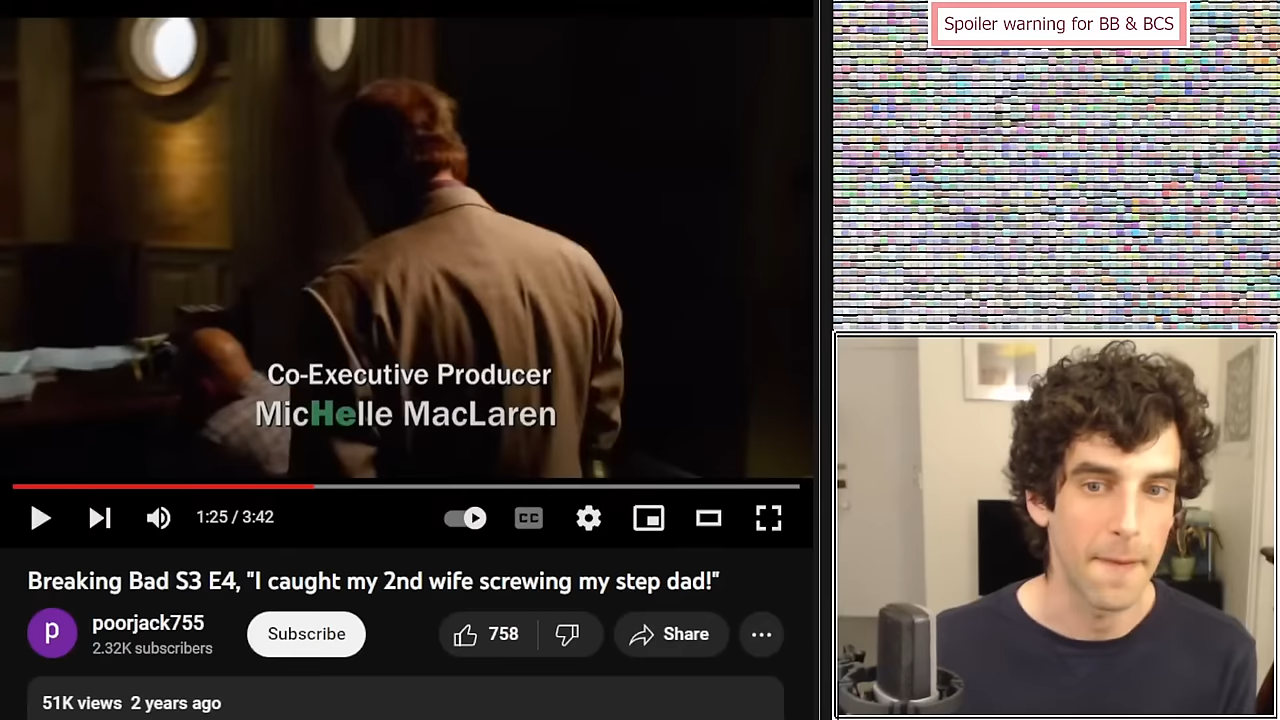 Spoiler warning for BB & BCS
Co-Executive Producer
MicHelle MacLaren
1:25 / 3:42
CC
Breaking Bad S3 E4, "I caught my 2nd wife screwing my step dad!"
p
poorjack755
2.32K subscribers
Subscribe
758
Share
51K views 2 years ago